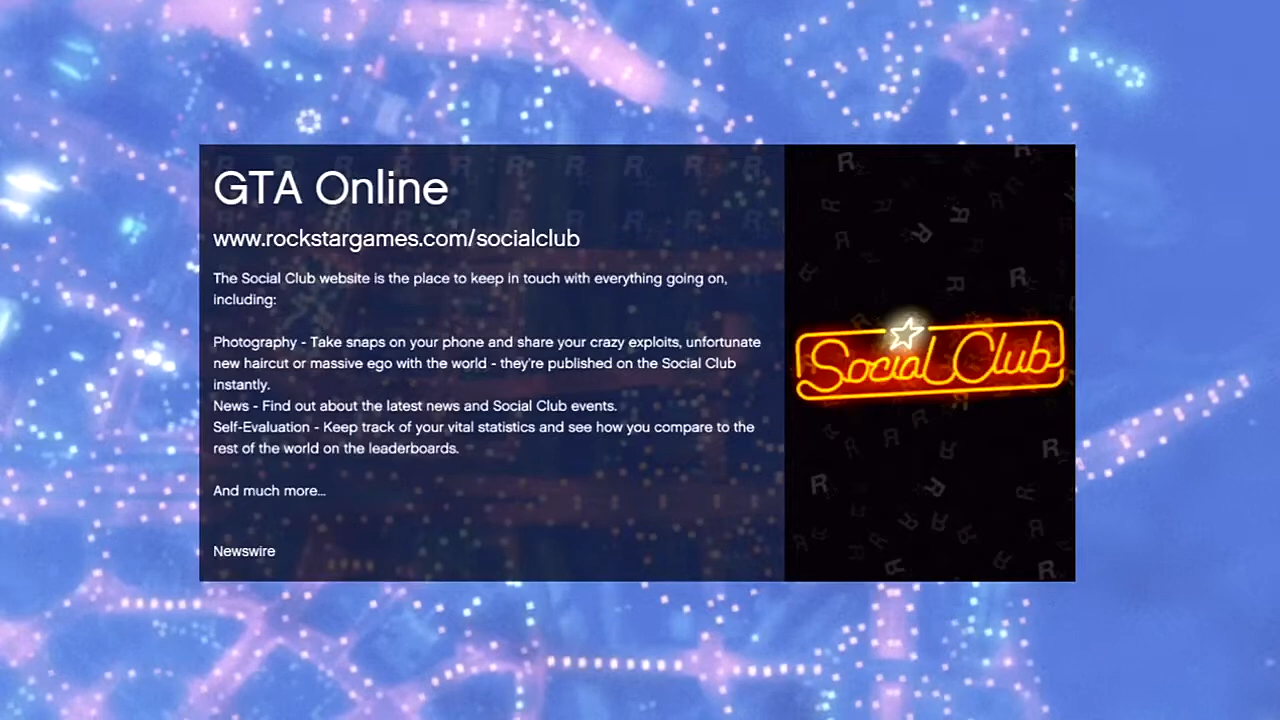 GTA Online
www.rockstargames.com/socialclub
The Social Club website is the place to keep in touch with everything going on,
including:
Photography - Take snaps on your phone and share your crazy exploits, unfortunate
new haircut or massive ego with the world - they're published on the Social Club
instantly.
News - Find out about the latest news and Social Club events.
Self-Evaluation - Keep track of your vital statistics and see how you compare to the
rest of the world on the leaderboards.
And much more...
Newswire
Social Club